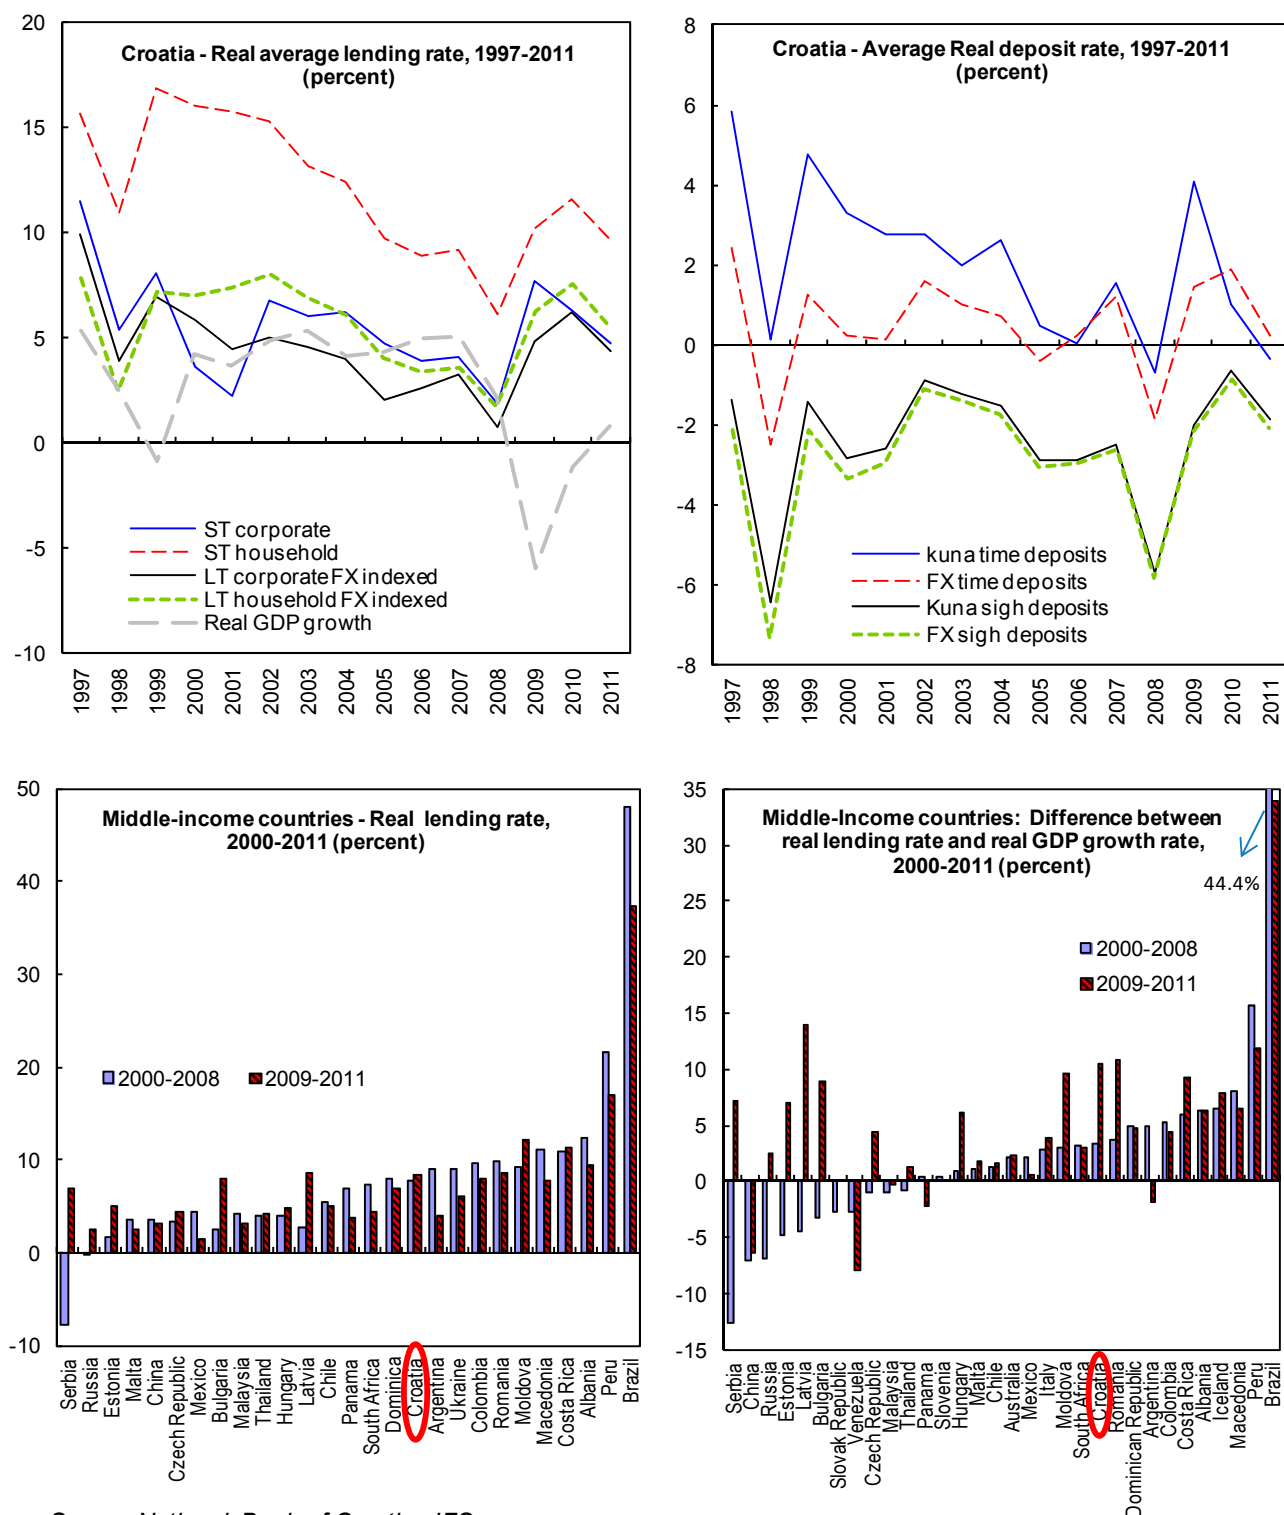 Croatia - Real average lending rate, 1997-2011
(percent)
20
15
10
5
0
-5
-10
ST corporate
ST household
LT corporate FX indexed
LT household FX indexed
Real GDP growth
1997
1998
1999
2000
2001
2002
2003
2004
2005
2006
2007
2008
2009
2010
2011
Croatia - Average Real deposit rate, 1997-2011
(percent)
8
6
4
2
0
-2
-4
-6
-8
kuna time deposits
FX time deposits
Kuna sigh deposits
FX sigh deposits
1997
1998
1999
2000
2001
2002
2003
2004
2005
2006
2007
2008
2009
2010
2011
Middle-income countries - Real lending rate,
2000-2011 (percent)
50
40
30
20
10
0
-10
2000-2008
2009-2011
Serbia
Russia
Estonia
Malta
China
Czech Republic
Mexico
Bulgaria
Malaysia
Thailand
Hungary
Latvia
Chile
Panama
South Africa
Dominica
Croatia
Argentina
Ukraine
Colombia
Romania
Moldova
Macedonia
Costa Rica
Albania
Peru
Brazil
Middle-Income countries: Difference between
real lending rate and real GDP growth rate,
2000-2011 (percent)
44.4%
35
30
25
20
15
10
5
0
-5
-10
-15
2000-2008
2009-2011
Serbia
China
Russia
Estonia
Latvia
Bulgaria
Slovak Republic
Venezuela
Czech Republic
Malaysia
Thailand
Panama
Slovenia
Hungary
Malta
Chile
Australia
Mexico
Italy
Moldova
South Africa
Croatia
Romania
Dominican Republic
Argentina
Colombia
Costa Rica
Albania
Iceland
Macedonia
Peru
Brazil